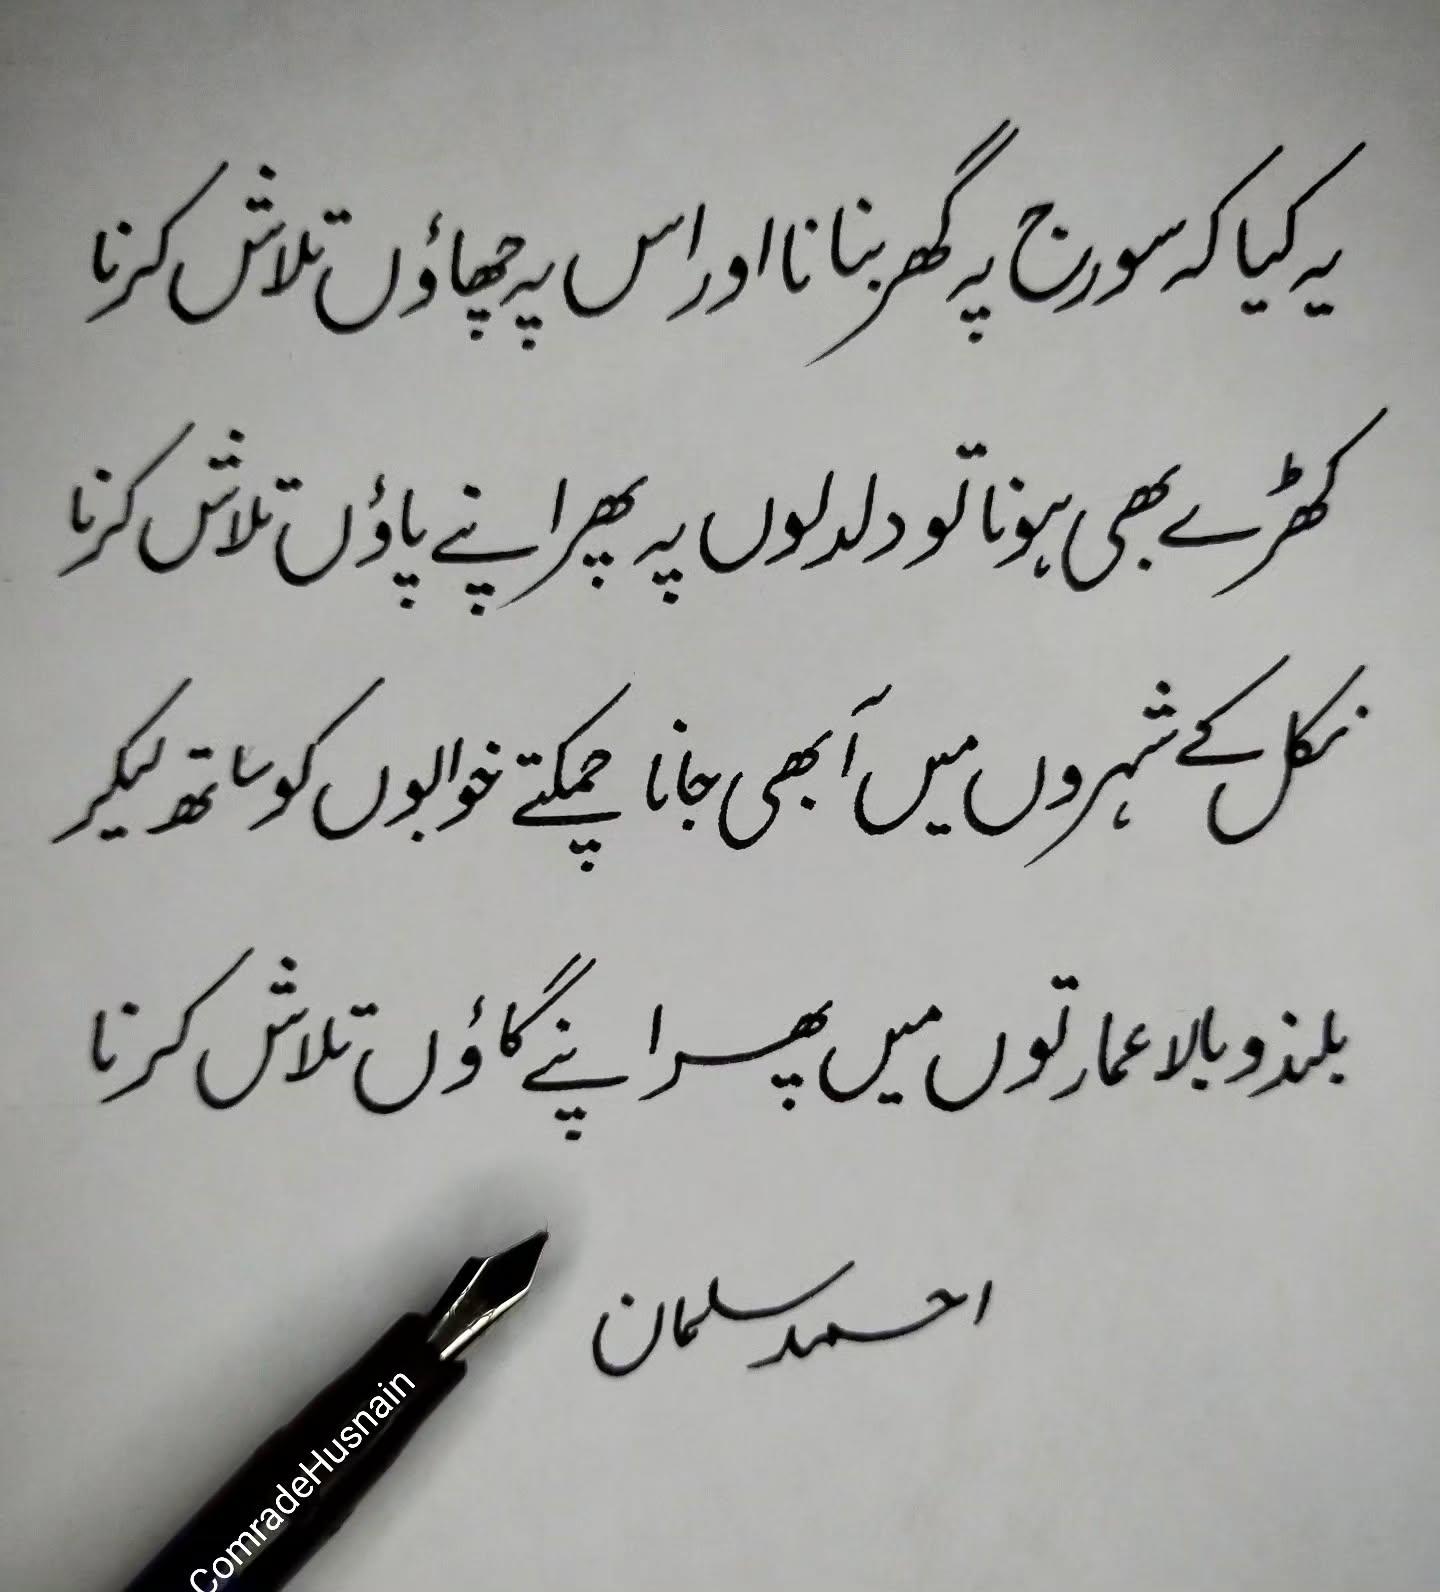 یہ کیا کہ سورج پہ گھر بنانا اور اس پہ چھاؤں تلاش کرنا
کھڑے بھی ہونا تو دلدلوں پہ پھر اپنے پاؤں تلاش کرنا
نکل کے شہروں میں آ بھی جانا چمکتے خوابوں کو ساتھ لیکر
بلند و بالا عمارتوں میں پھر اپنے گاؤں تلاش کرنا
احمد سلمان
ComradeHusnain